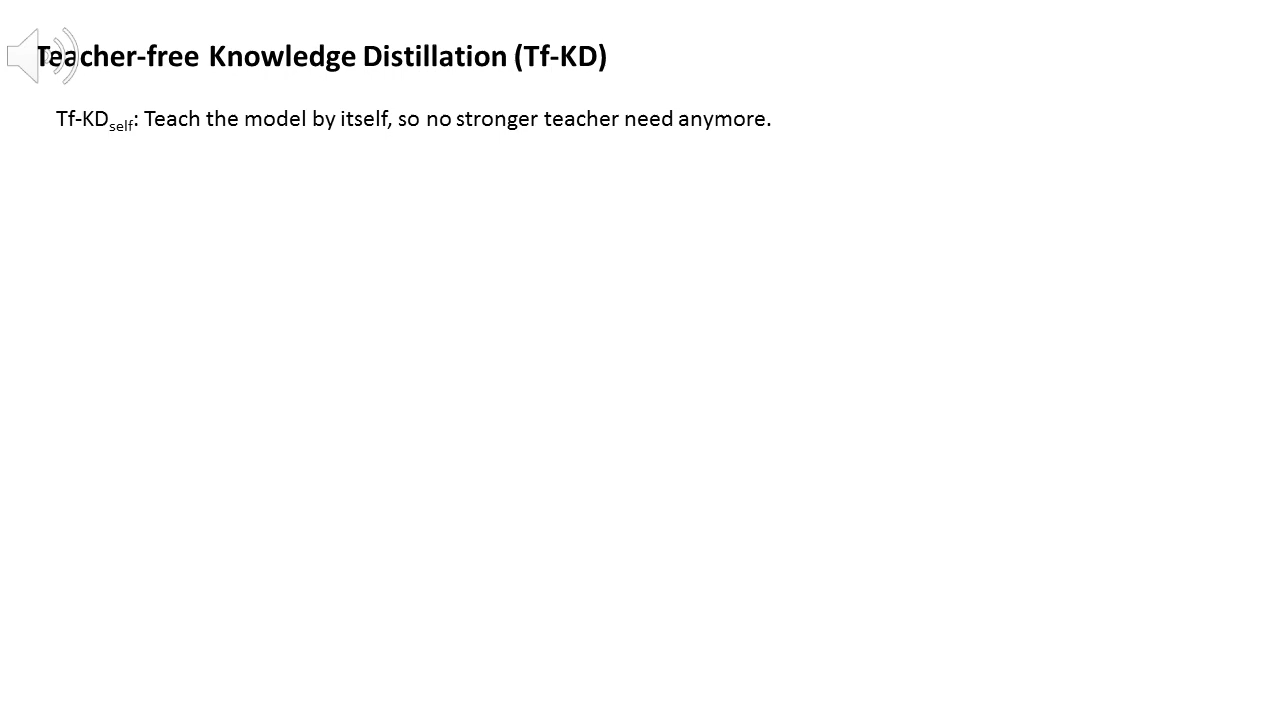 Teacher-free Knowledge Distillation (Tf-KD)
Tf-KDself: Teach the model by itself, so no stronger teacher need anymore.